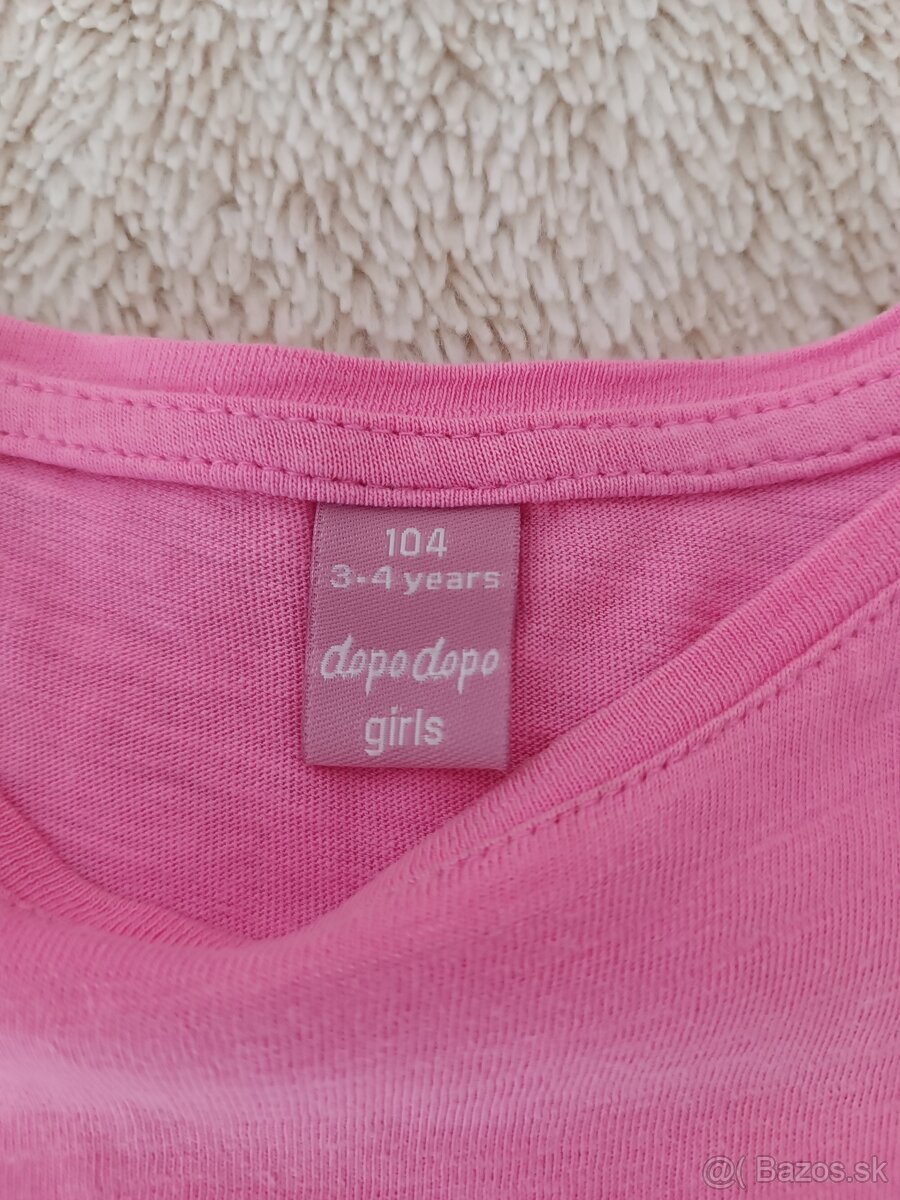 104
3-4 years
dopodopo
girls
@( Bazos.sk